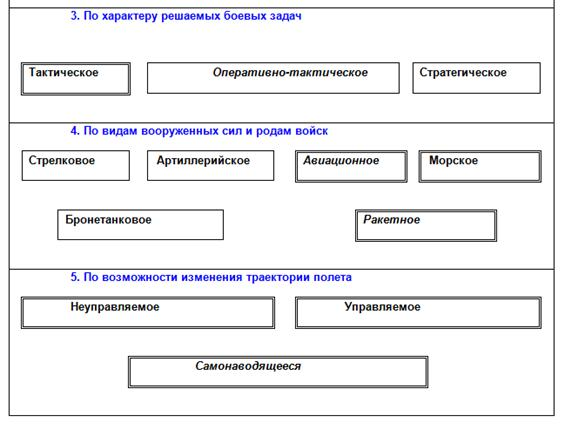 3. По характеру решаемых боевых задач
Тактическое Оперативно-тактическое Стратегическое
4. По видам вооруженных сил и родам войск
Стрелковое Артиллерийское Авиационное Морское
Бронетанковое Ракетное
5. По возможности изменения траектории полета
Неуправляемое Управляемое
Самонаводящееся